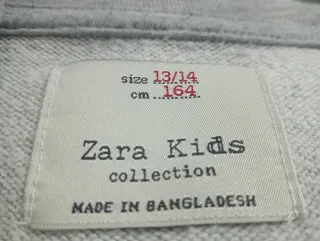 size 13/14
cm 164
Zara Kids
collection
MADE IN BANGLADESH